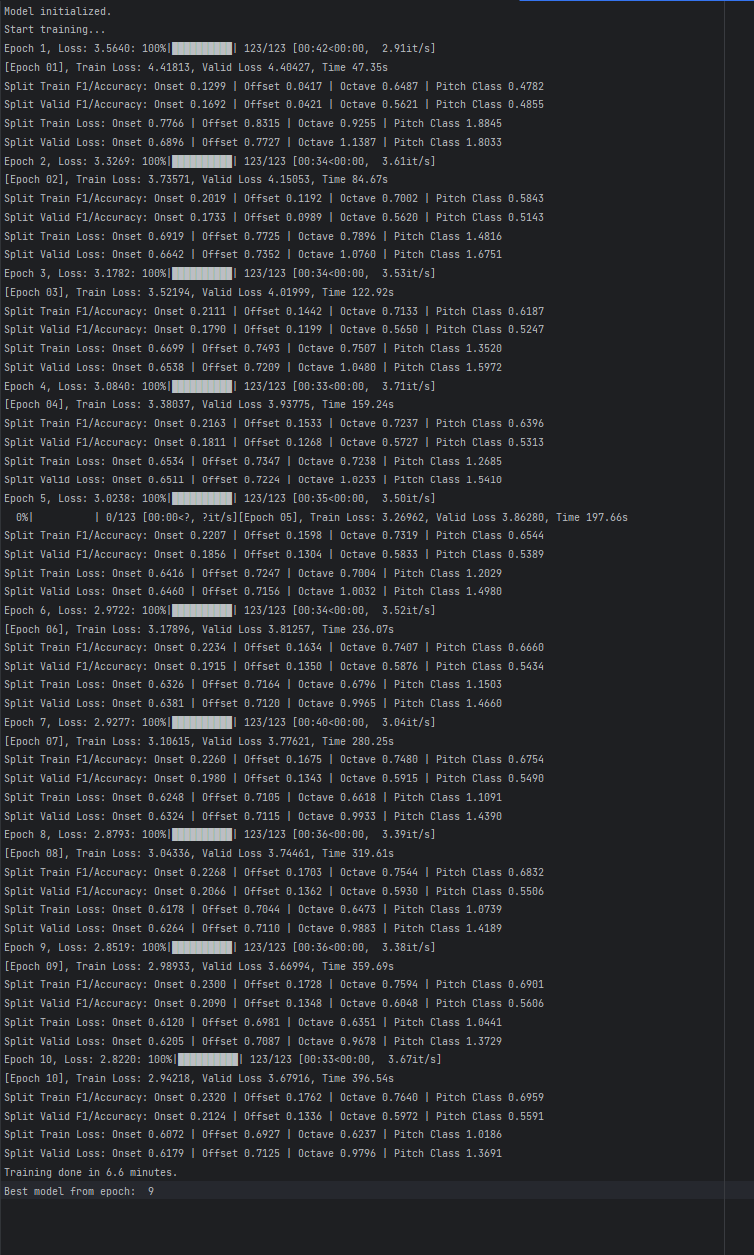 Model initialized.
Start training...
Epoch 1, Loss: 3.5640: 100%|██████████| 123/123 [00:42<00:00,  2.91it/s]
[Epoch 01], Train Loss: 4.41813, Valid Loss 4.40427, Time 47.35s
Split Train F1/Accuracy: Onset 0.1299 | Offset 0.0417 | Octave 0.6487 | Pitch Class 0.4782
Split Valid F1/Accuracy: Onset 0.1692 | Offset 0.0421 | Octave 0.5621 | Pitch Class 0.4855
Split Train Loss: Onset 0.7766 | Offset 0.8315 | Octave 0.9255 | Pitch Class 1.8845
Split Valid Loss: Onset 0.6896 | Offset 0.7727 | Octave 1.1387 | Pitch Class 1.8033
Epoch 2, Loss: 3.3269: 100%|██████████| 123/123 [00:34<00:00,  3.61it/s]
[Epoch 02], Train Loss: 3.73571, Valid Loss 4.15053, Time 84.67s
Split Train F1/Accuracy: Onset 0.2019 | Offset 0.1192 | Octave 0.7002 | Pitch Class 0.5843
Split Valid F1/Accuracy: Onset 0.1733 | Offset 0.0989 | Octave 0.5620 | Pitch Class 0.5143
Split Train Loss: Onset 0.6919 | Offset 0.7725 | Octave 0.7896 | Pitch Class 1.4816
Split Valid Loss: Onset 0.6642 | Offset 0.7352 | Octave 1.0760 | Pitch Class 1.6751
Epoch 3, Loss: 3.1782: 100%|██████████| 123/123 [00:34<00:00,  3.53it/s]
[Epoch 03], Train Loss: 3.52194, Valid Loss 4.01999, Time 122.92s
Split Train F1/Accuracy: Onset 0.2111 | Offset 0.1442 | Octave 0.7133 | Pitch Class 0.6187
Split Valid F1/Accuracy: Onset 0.1790 | Offset 0.1199 | Octave 0.5650 | Pitch Class 0.5247
Split Train Loss: Onset 0.6699 | Offset 0.7493 | Octave 0.7507 | Pitch Class 1.3520
Split Valid Loss: Onset 0.6538 | Offset 0.7209 | Octave 1.0480 | Pitch Class 1.5972
Epoch 4, Loss: 3.0840: 100%|██████████| 123/123 [00:33<00:00,  3.71it/s]
[Epoch 04], Train Loss: 3.38037, Valid Loss 3.93775, Time 159.24s
Split Train F1/Accuracy: Onset 0.2163 | Offset 0.1533 | Octave 0.7237 | Pitch Class 0.6396
Split Valid F1/Accuracy: Onset 0.1811 | Offset 0.1268 | Octave 0.5727 | Pitch Class 0.5313
Split Train Loss: Onset 0.6534 | Offset 0.7347 | Octave 0.7238 | Pitch Class 1.2685
Split Valid Loss: Onset 0.6511 | Offset 0.7224 | Octave 1.0233 | Pitch Class 1.5410
Epoch 5, Loss: 3.0238: 100%|██████████| 123/123 [00:35<00:00,  3.50it/s]
  0%|          | 0/123 [00:00<?, ?it/s][Epoch 05], Train Loss: 3.26962, Valid Loss 3.86280, Time 197.66s
Split Train F1/Accuracy: Onset 0.2207 | Offset 0.1598 | Octave 0.7319 | Pitch Class 0.6544
Split Valid F1/Accuracy: Onset 0.1856 | Offset 0.1304 | Octave 0.5833 | Pitch Class 0.5389
Split Train Loss: Onset 0.6416 | Offset 0.7247 | Octave 0.7004 | Pitch Class 1.2029
Split Valid Loss: Onset 0.6460 | Offset 0.7156 | Octave 1.0032 | Pitch Class 1.4980
Epoch 6, Loss: 2.9722: 100%|██████████| 123/123 [00:34<00:00,  3.52it/s]
[Epoch 06], Train Loss: 3.17896, Valid Loss 3.81257, Time 236.07s
Split Train F1/Accuracy: Onset 0.2234 | Offset 0.1634 | Octave 0.7407 | Pitch Class 0.6660
Split Valid F1/Accuracy: Onset 0.1915 | Offset 0.1350 | Octave 0.5876 | Pitch Class 0.5434
Split Train Loss: Onset 0.6326 | Offset 0.7164 | Octave 0.6796 | Pitch Class 1.1503
Split Valid Loss: Onset 0.6381 | Offset 0.7120 | Octave 0.9965 | Pitch Class 1.4660
Epoch 7, Loss: 2.9277: 100%|██████████| 123/123 [00:40<00:00,  3.04it/s]
[Epoch 07], Train Loss: 3.10615, Valid Loss 3.77621, Time 280.25s
Split Train F1/Accuracy: Onset 0.2260 | Offset 0.1675 | Octave 0.7480 | Pitch Class 0.6754
Split Valid F1/Accuracy: Onset 0.1980 | Offset 0.1343 | Octave 0.5915 | Pitch Class 0.5490
Split Train Loss: Onset 0.6248 | Offset 0.7105 | Octave 0.6618 | Pitch Class 1.1091
Split Valid Loss: Onset 0.6324 | Offset 0.7115 | Octave 0.9933 | Pitch Class 1.4390
Epoch 8, Loss: 2.8793: 100%|██████████| 123/123 [00:36<00:00,  3.39it/s]
[Epoch 08], Train Loss: 3.04336, Valid Loss 3.74461, Time 319.61s
Split Train F1/Accuracy: Onset 0.2268 | Offset 0.1703 | Octave 0.7544 | Pitch Class 0.6832
Split Valid F1/Accuracy: Onset 0.2066 | Offset 0.1362 | Octave 0.5930 | Pitch Class 0.5506
Split Train Loss: Onset 0.6178 | Offset 0.7044 | Octave 0.6473 | Pitch Class 1.0739
Split Valid Loss: Onset 0.6264 | Offset 0.7110 | Octave 0.9883 | Pitch Class 1.4189
Epoch 9, Loss: 2.8519: 100%|██████████| 123/123 [00:36<00:00,  3.38it/s]
[Epoch 09], Train Loss: 2.98933, Valid Loss 3.66994, Time 359.69s
Split Train F1/Accuracy: Onset 0.2300 | Offset 0.1728 | Octave 0.7594 | Pitch Class 0.6901
Split Valid F1/Accuracy: Onset 0.2090 | Offset 0.1348 | Octave 0.6048 | Pitch Class 0.5606
Split Train Loss: Onset 0.6120 | Offset 0.6981 | Octave 0.6351 | Pitch Class 1.0441
Split Valid Loss: Onset 0.6205 | Offset 0.7087 | Octave 0.9678 | Pitch Class 1.3729
Epoch 10, Loss: 2.8220: 100%|██████████| 123/123 [00:33<00:00,  3.67it/s]
[Epoch 10], Train Loss: 2.94218, Valid Loss 3.67916, Time 396.54s
Split Train F1/Accuracy: Onset 0.2320 | Offset 0.1762 | Octave 0.7640 | Pitch Class 0.6959
Split Valid F1/Accuracy: Onset 0.2124 | Offset 0.1336 | Octave 0.5972 | Pitch Class 0.5591
Split Train Loss: Onset 0.6072 | Offset 0.6927 | Octave 0.6237 | Pitch Class 1.0186
Split Valid Loss: Onset 0.6179 | Offset 0.7125 | Octave 0.9796 | Pitch Class 1.3691
Training done in 6.6 minutes.
Best model from epoch:  9